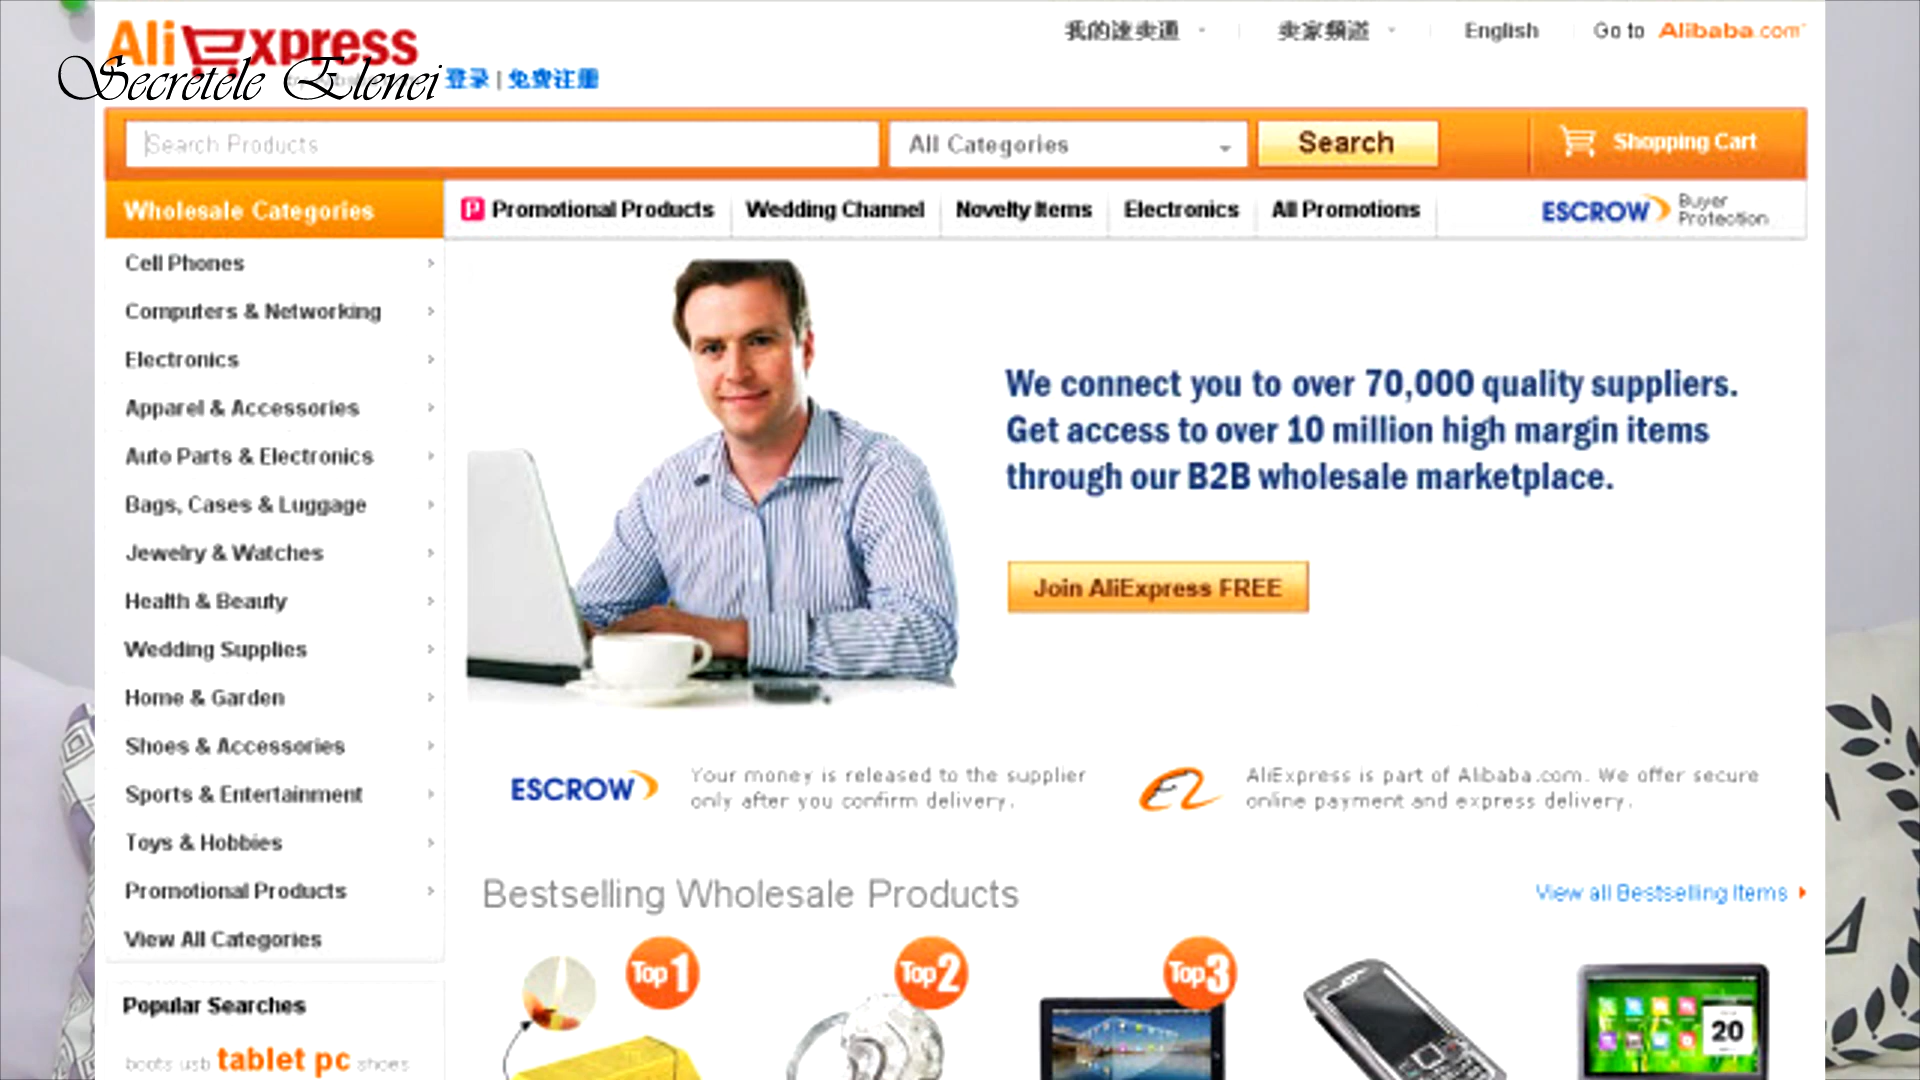 AliExpress
Secretele Elenei
登录 | 免费注册
我的速卖通
卖家频道
English
Go to Alibaba.com
Search Products
All Categories
Search
Shopping Cart
Wholesale Categories
Promotional Products
Wedding Channel
Novelty Items
Electronics
All Promotions
ESCROW Buyer Protection
Cell Phones
Computers & Networking
Electronics
Apparel & Accessories
Auto Parts & Electronics
Bags, Cases & Luggage
Jewelry & Watches
Health & Beauty
Wedding Supplies
Home & Garden
Shoes & Accessories
Sports & Entertainment
Toys & Hobbies
Promotional Products
View All Categories
Popular Searches
boots usb tablet pc shoes
We connect you to over 70,000 quality suppliers.
Get access to over 10 million high margin items
through our B2B wholesale marketplace.
Join AliExpress FREE
ESCROW
Your money is released to the supplier
only after you confirm delivery.
AliExpress is part of Alibaba.com. We offer secure
online payment and express delivery.
Bestselling Wholesale Products
View all Bestselling Items
Top 1
Top 2
Top 3
20